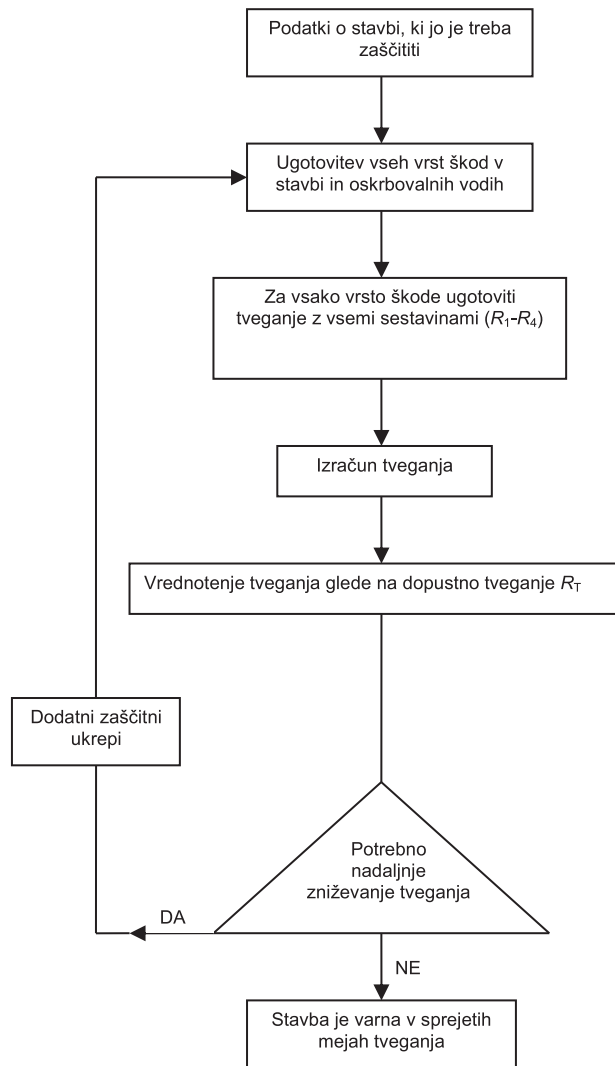 Podatki o stavbi, ki jo je treba
zaščititi
Ugotovitev vseh vrst škod v
stavbi in oskrbovalnih vodih
Za vsako vrsto škode ugotoviti
tveganje z vsemi sestavinami (R₁-R₄)
Izračun tveganja
Vrednotenje tveganja glede na dopustno tveganje R_T
Dodatni zaščitni
ukrepi
Potrebno
nadaljnje
zniževanje tveganja
DA
NE
Stavba je varna v sprejetih
mejah tveganja